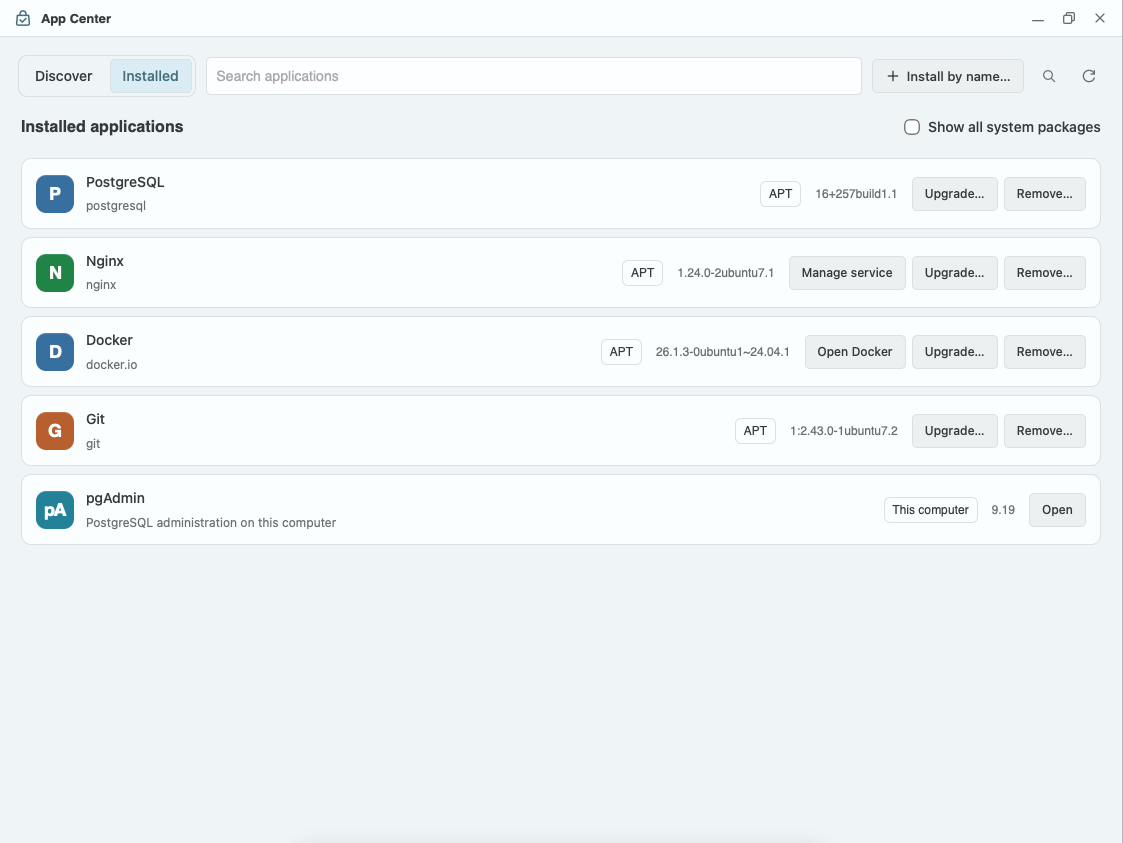 App Center
Discover Installed Search applications + Install by name...
Installed applications Show all system packages
P PostgreSQL
postgresql
APT 16+257build1.1 Upgrade... Remove...
N Nginx
nginx
APT 1.24.0-2ubuntu7.1 Manage service Upgrade... Remove...
D Docker
docker.io
APT 26.1.3-0ubuntu1~24.04.1 Open Docker Upgrade... Remove...
G Git
git
APT 1:2.43.0-1ubuntu7.2 Upgrade... Remove...
pA pgAdmin
PostgreSQL administration on this computer
This computer 9.19 Open